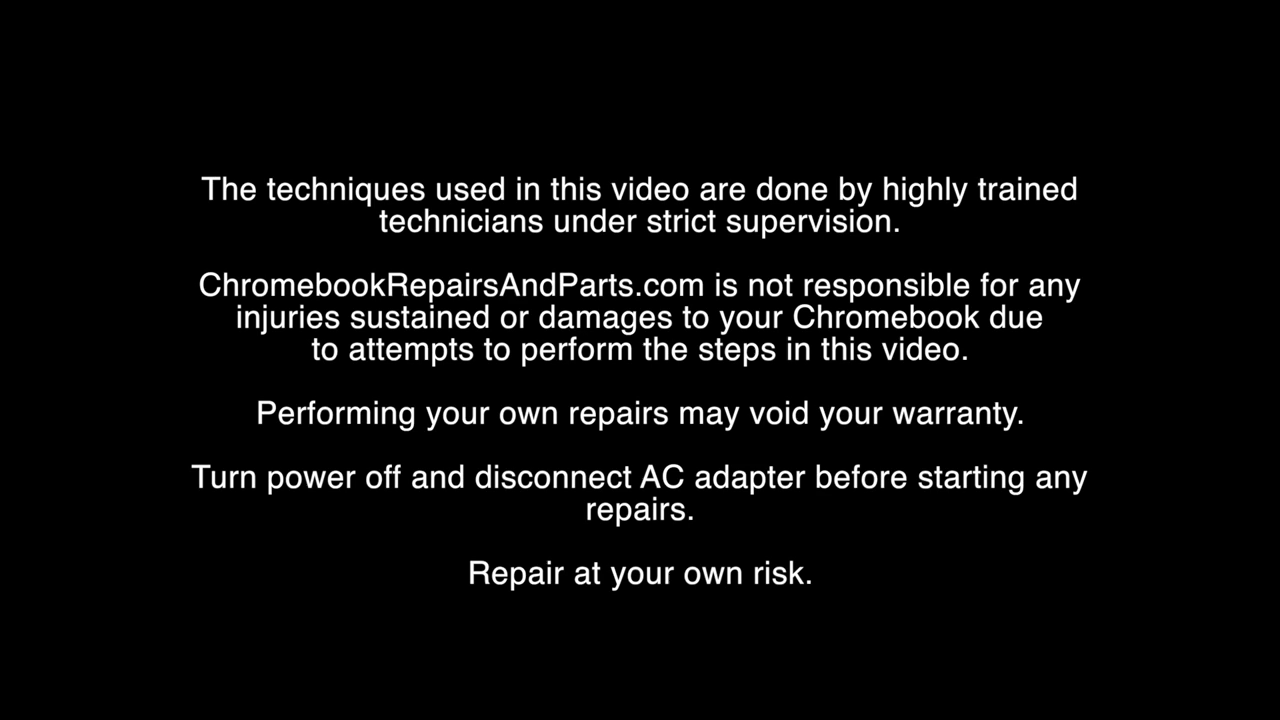 The techniques used in this video are done by highly trained
technicians under strict supervision.
ChromebookRepairsAndParts.com is not responsible for any
injuries sustained or damages to your Chromebook due
to attempts to perform the steps in this video.
Performing your own repairs may void your warranty.
Turn power off and disconnect AC adapter before starting any
repairs.
Repair at your own risk.